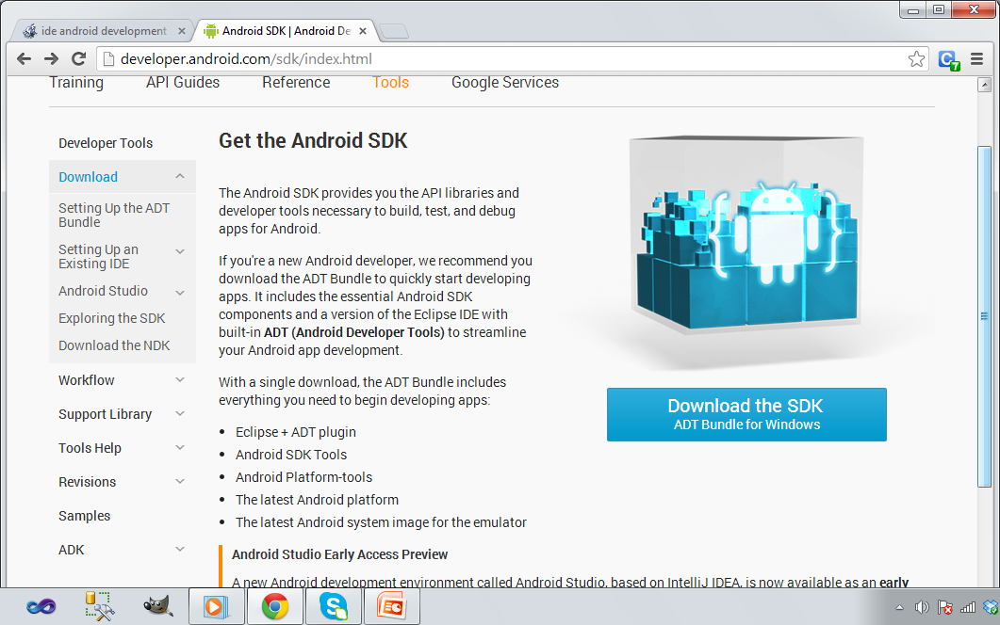 ide android development
Android SDK | Android De
developer.android.com/sdk/index.html
C 7
Training API Guides Reference Tools Google Services
Developer Tools
Download
Setting Up the ADT
Bundle
Setting Up an
Existing IDE
Android Studio
Exploring the SDK
Download the NDK
Workflow
Support Library
Tools Help
Revisions
Samples
ADK
Get the Android SDK
The Android SDK provides you the API libraries and
developer tools necessary to build, test, and debug
apps for Android.
If you're a new Android developer, we recommend you
download the ADT Bundle to quickly start developing
apps. It includes the essential Android SDK
components and a version of the Eclipse IDE with
built-in ADT (Android Developer Tools) to streamline
your Android app development.
With a single download, the ADT Bundle includes
everything you need to begin developing apps:
• Eclipse + ADT plugin
• Android SDK Tools
• Android Platform-tools
• The latest Android platform
• The latest Android system image for the emulator
{ }
Download the SDK
ADT Bundle for Windows
Android Studio Early Access Preview
A new Android development environment called Android Studio, based on IntelliJ IDEA, is now available as an early